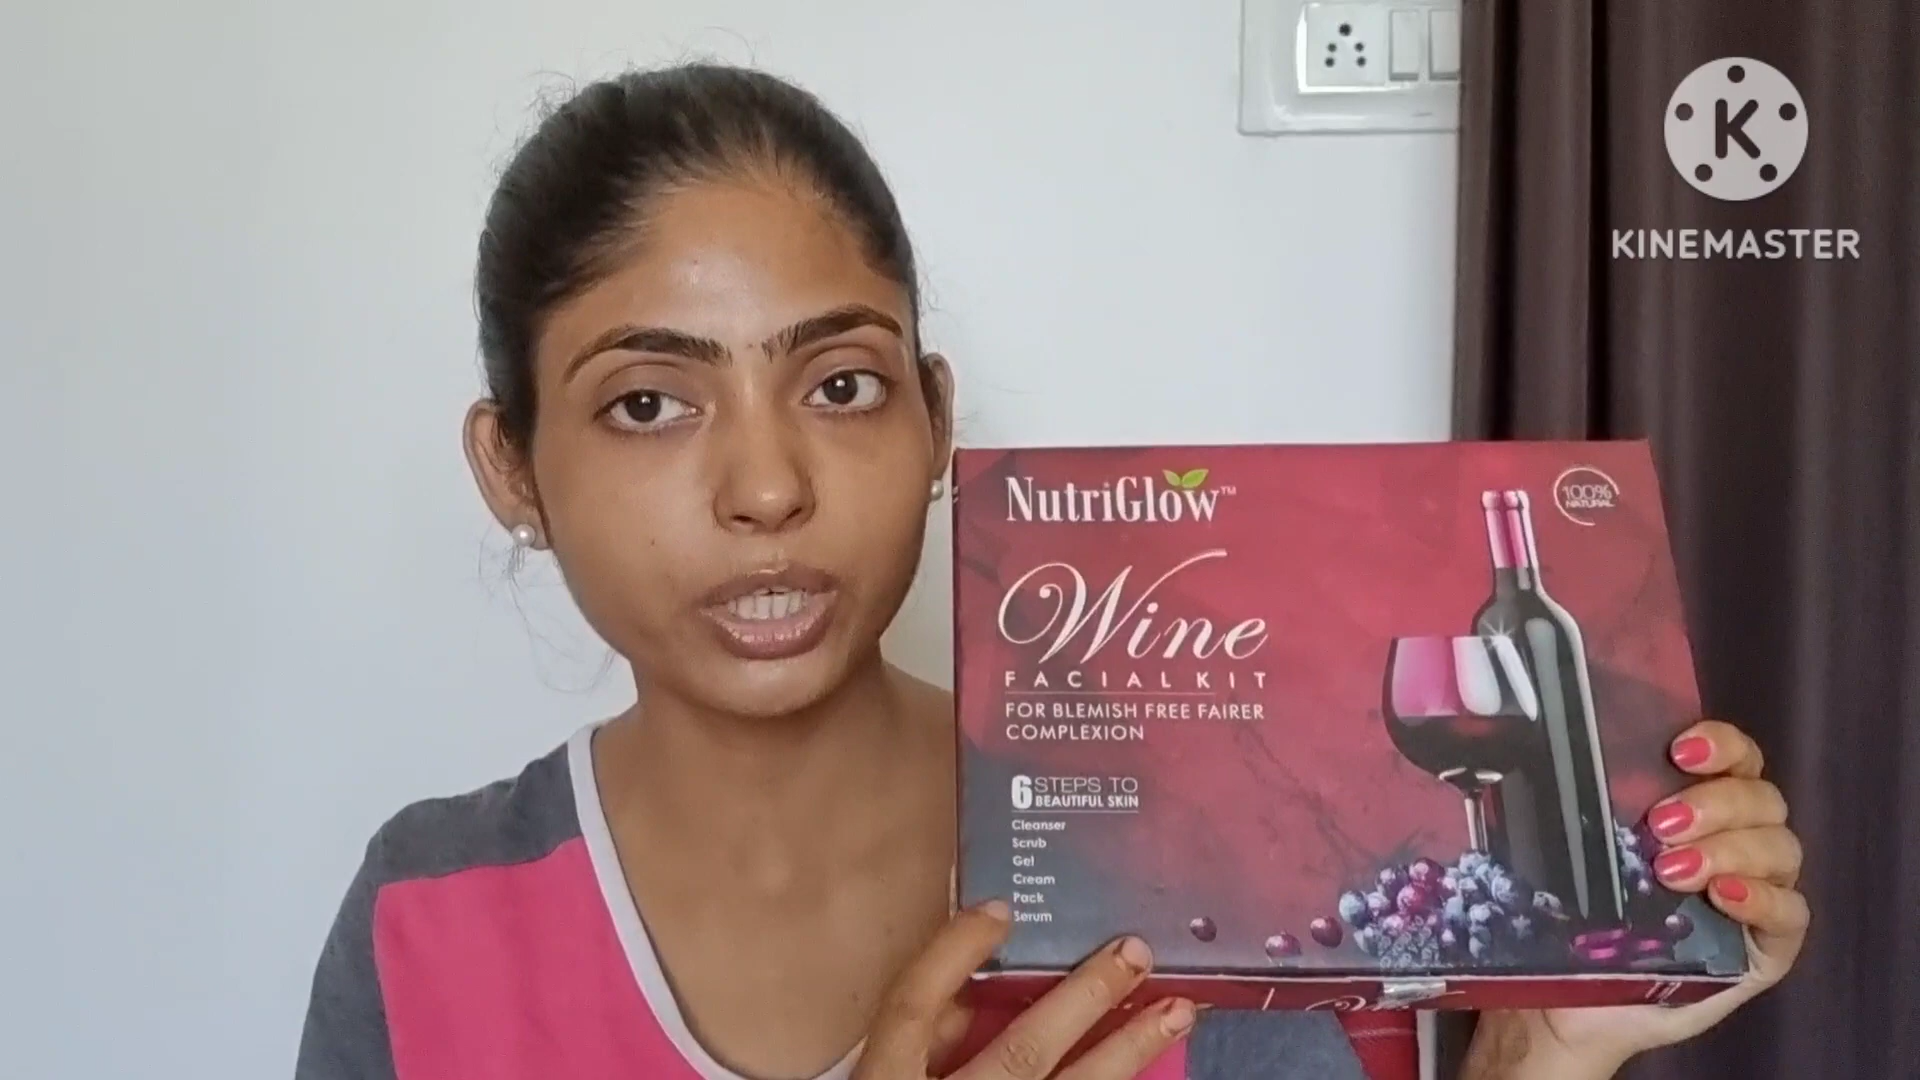 K
KINEMASTER
NutriGlow™
100%
NATURAL
Wine
FACIAL KIT
FOR BLEMISH FREE FAIRER
COMPLEXION
6 STEPS TO
BEAUTIFUL SKIN
Cleanser
Scrub
Gel
Cream
Pack
Serum